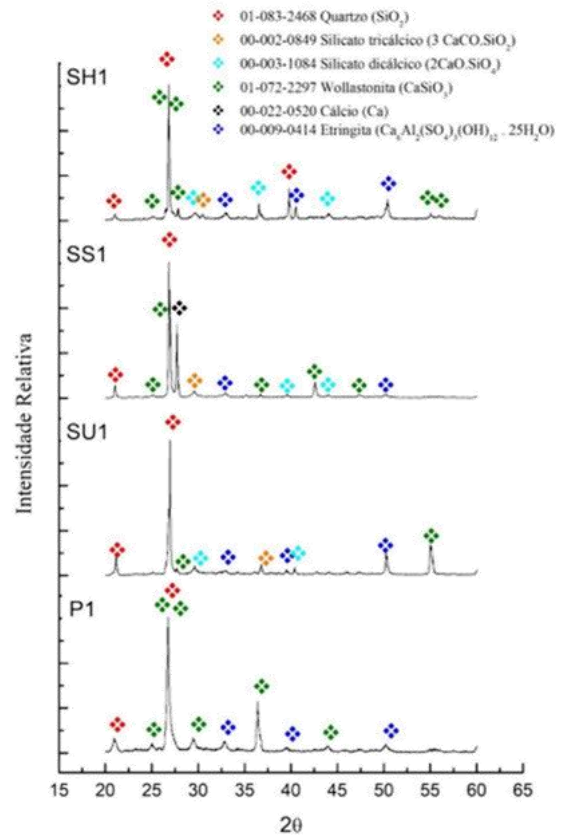 01-083-2468 Quartzo (SiO₂)
00-002-0849 Silicato tricálcico (3 CaCO.SiO₂)
00-003-1084 Silicato dicálcico (2CaO.SiO₄)
01-072-2297 Wollastonita (CaSiO₃)
00-022-0520 Cálcio (Ca)
00-009-0414 Etringita (Ca₆Al₂(SO₄)₃(OH)₁₂ . 25H₂O)
SH1
SS1
SU1
P1
Intensidade Relativa
15 20 25 30 35 40 45 50 55 60 65
2θ